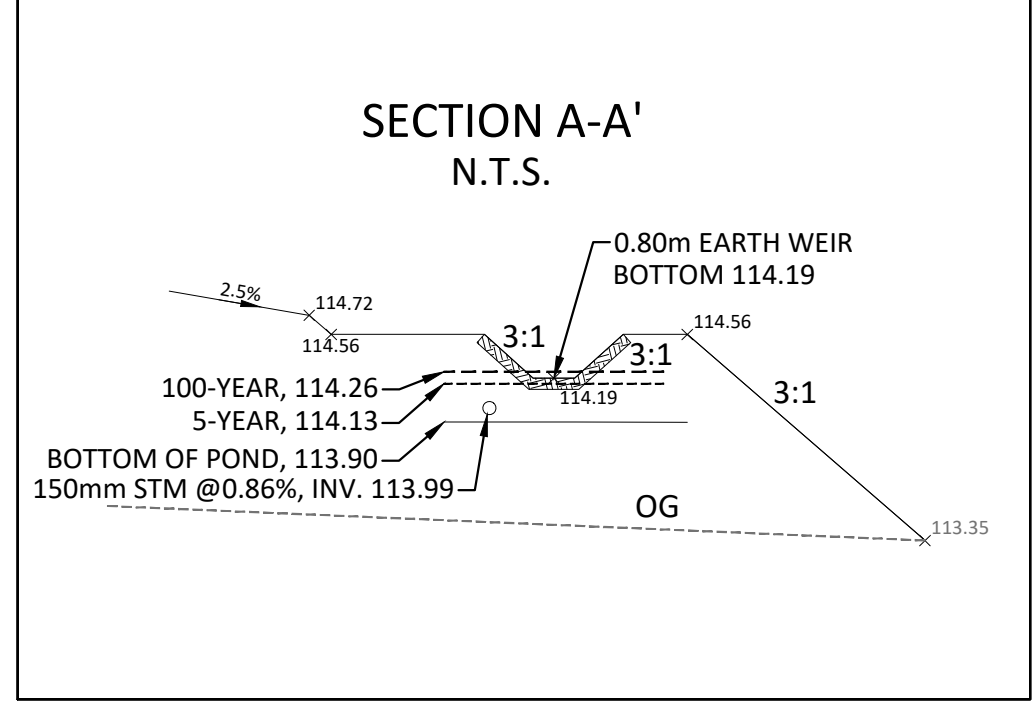 SECTION A-A'
N.T.S.
0.80m EARTH WEIR
BOTTOM 114.19
2.5%
114.72
114.56
114.56
3:1
3:1
3:1
114.19
100-YEAR, 114.26
5-YEAR, 114.13
BOTTOM OF POND, 113.90
150mm STM @0.86%, INV. 113.99
OG
113.35